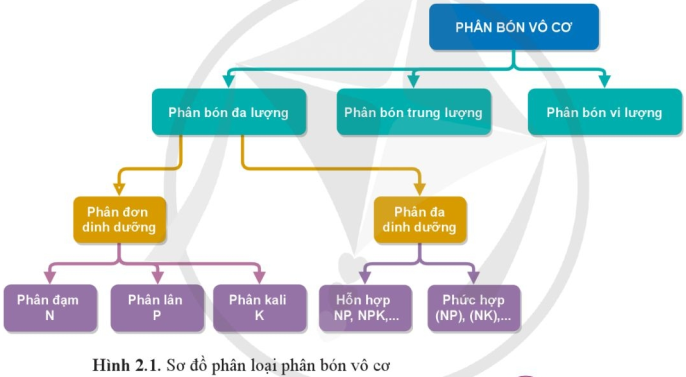 PHÂN BÓN VÔ CƠ
Phân bón đa lượng
Phân bón trung lượng
Phân bón vi lượng
Phân đơn
dinh dưỡng
Phân đa
dinh dưỡng
Phân đạm
N
Phân lân
P
Phân kali
K
Hỗn hợp
NP, NPK,...
Phức hợp
(NP), (NK),...
Hình 2.1. Sơ đồ phân loại phân bón vô cơ